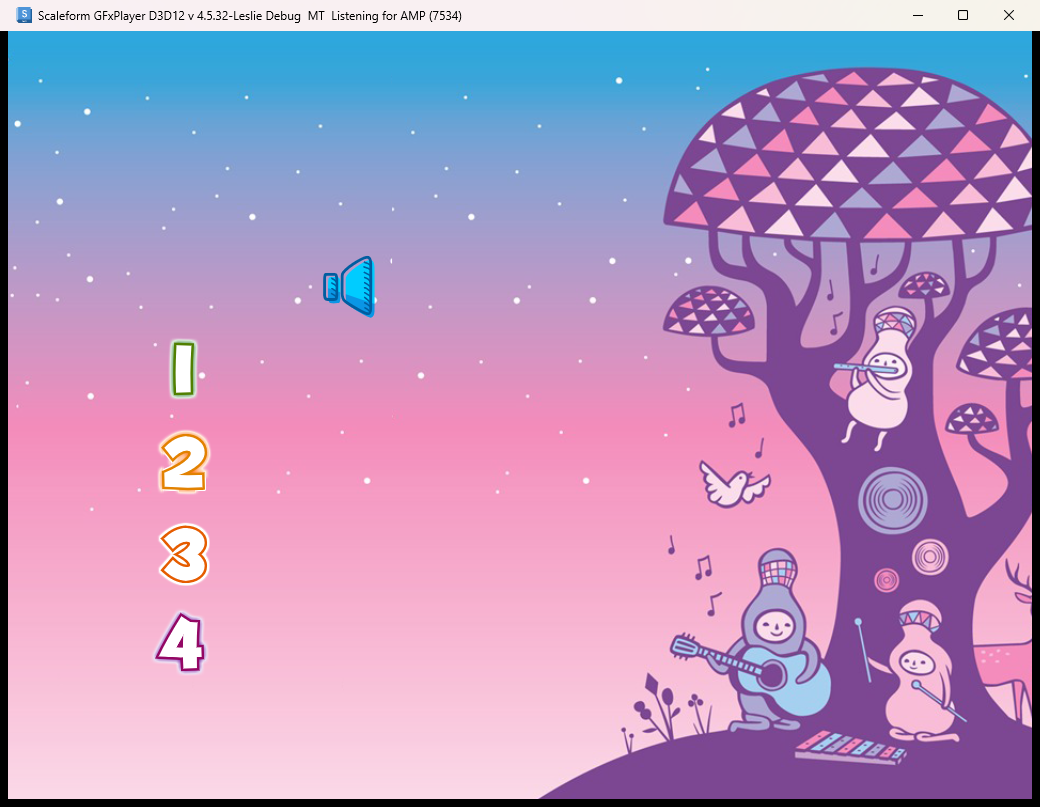 Scaleform GFxPlayer D3D12 v 4.5.32-Leslie Debug  MT  Listening for AMP (7534)
1
2
3
4